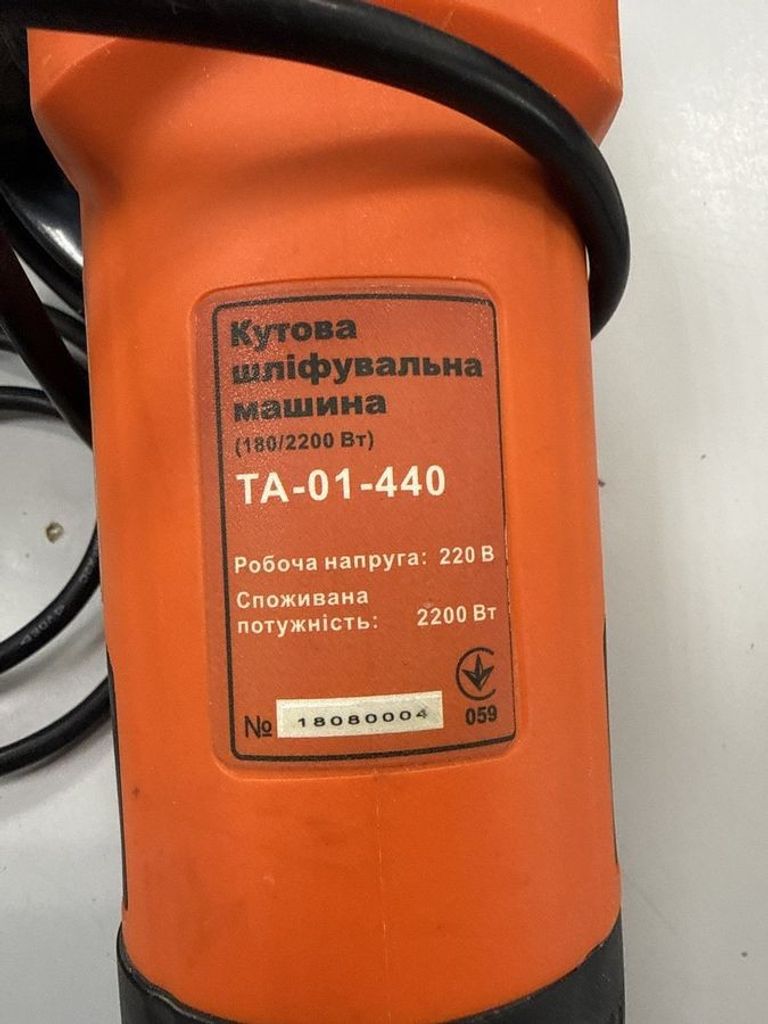 Кутова
шліфувальна
машина
(180/2200 Вт)
ТА-01-440
Робоча напруга: 220 В
Споживана
потужність: 2200 Вт
№ 18080004 059